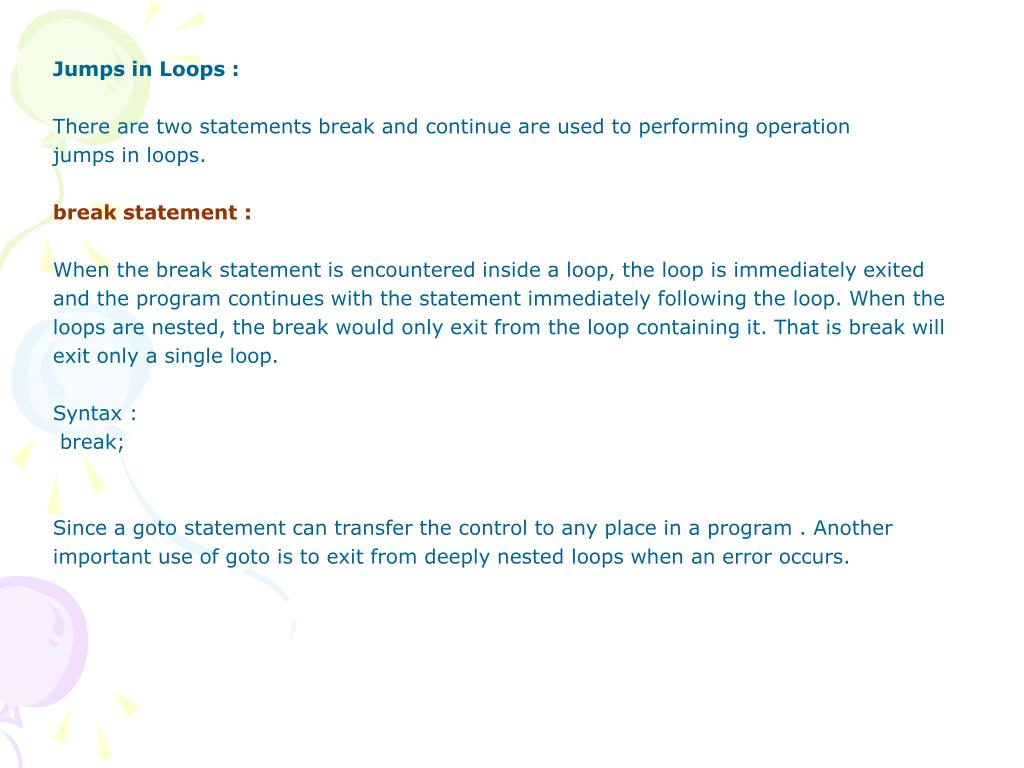 Jumps in Loops :
There are two statements break and continue are used to performing operation
jumps in loops.
break statement :
When the break statement is encountered inside a loop, the loop is immediately exited
and the program continues with the statement immediately following the loop. When the
loops are nested, the break would only exit from the loop containing it. That is break will
exit only a single loop.
Syntax :
break;
Since a goto statement can transfer the control to any place in a program . Another
important use of goto is to exit from deeply nested loops when an error occurs.